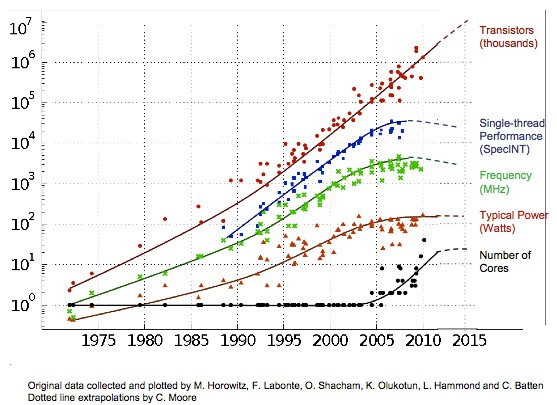 10^7
10^6
10^5
10^4
10^3
10^2
10^1
10^0
1975 1980 1985 1990 1995 2000 2005 2010 2015
Transistors
(thousands)
Single-thread
Performance
(SpecINT)
Frequency
(MHz)
Typical Power
(Watts)
Number of
Cores
Original data collected and plotted by M. Horowitz, F. Labonte, O. Shacham, K. Olukotun, L. Hammond and C. Batten
Dotted line extrapolations by C. Moore